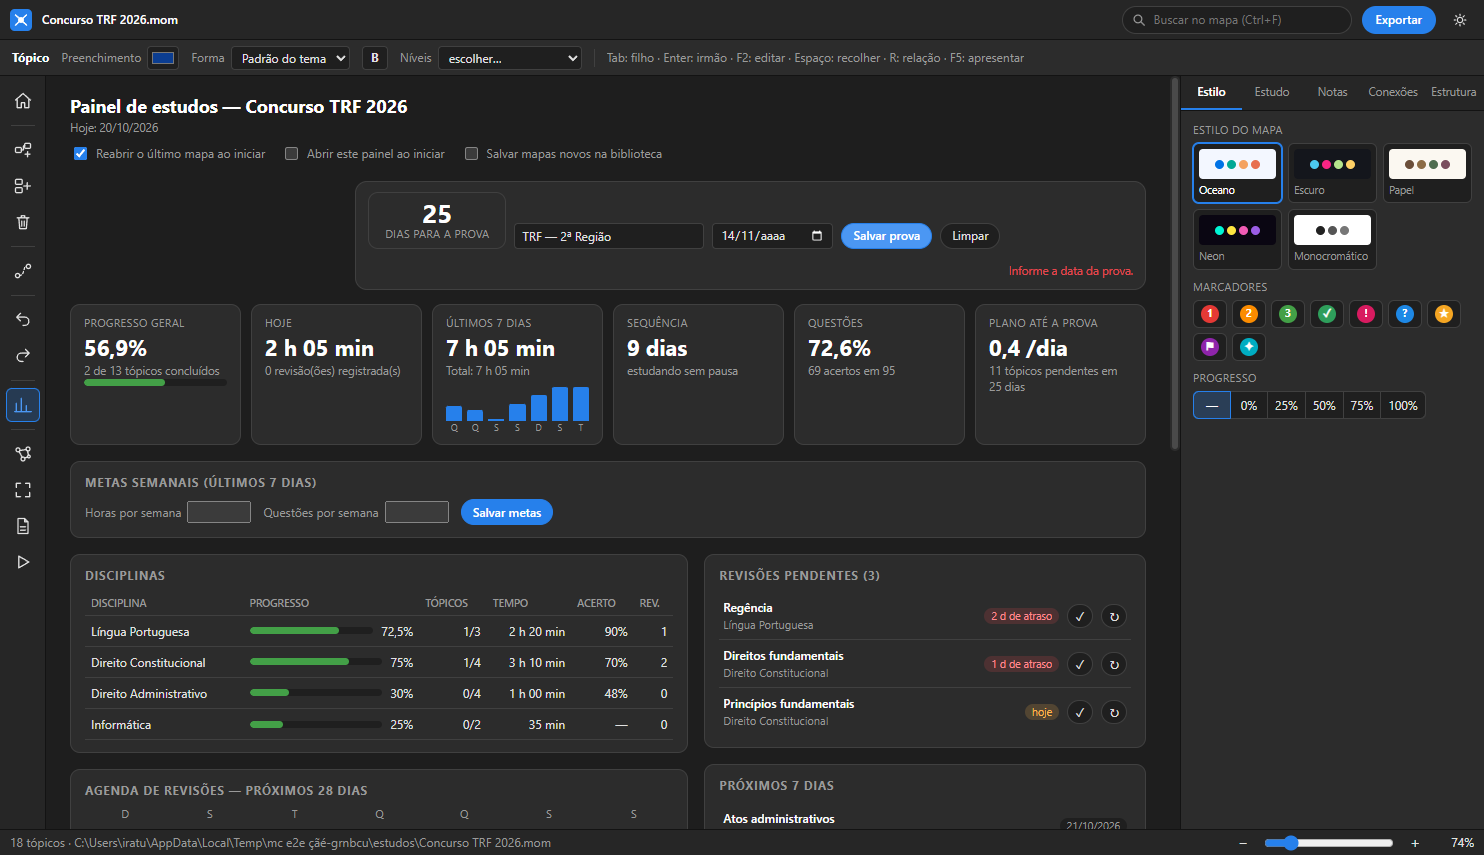 Concurso TRF 2026.mom
Buscar no mapa (Ctrl+F)
Exportar
Tópico
Preenchimento
Forma
Padrão do tema
B
Níveis
escolher...
Tab: filho · Enter: irmão · F2: editar · Espaço: recolher · R: relação · F5: apresentar
Painel de estudos — Concurso TRF 2026
Hoje: 20/10/2026
Reabrir o último mapa ao iniciar
Abrir este painel ao iniciar
Salvar mapas novos na biblioteca
25
DIAS PARA A PROVA
TRF — 2ª Região
14/11/aaaa
Salvar prova
Limpar
Informe a data da prova.
PROGRESSO GERAL
56,9%
2 de 13 tópicos concluídos
HOJE
2 h 05 min
0 revisão(ões) registrada(s)
ÚLTIMOS 7 DIAS
7 h 05 min
Total: 7 h 05 min
Q Q S S D S T
SEQUÊNCIA
9 dias
estudando sem pausa
QUESTÕES
72,6%
69 acertos em 95
PLANO ATÉ A PROVA
0,4 /dia
11 tópicos pendentes em
25 dias
METAS SEMANAIS (ÚLTIMOS 7 DIAS)
Horas por semana
Questões por semana
Salvar metas
DISCIPLINAS
DISCIPLINA PROGRESSO TÓPICOS TEMPO ACERTO REV.
Língua Portuguesa 72,5% 1/3 2 h 20 min 90% 1
Direito Constitucional 75% 1/4 3 h 10 min 70% 2
Direito Administrativo 30% 0/4 1 h 00 min 48% 0
Informática 25% 0/2 35 min — 0
REVISÕES PENDENTES (3)
Regência
Língua Portuguesa
2 d de atraso
Direitos fundamentais
Direito Constitucional
1 d de atraso
Princípios fundamentais
Direito Constitucional
hoje
AGENDA DE REVISÕES — PRÓXIMOS 28 DIAS
D S T Q Q S S
PRÓXIMOS 7 DIAS
Atos administrativos
21/10/2026
Estilo
Estudo
Notas
Conexões
Estrutura
ESTILO DO MAPA
Oceano
Escuro
Papel
Neon
Monocromático
MARCADORES
1 2 3 ✓ ! ?
PROGRESSO
— 0% 25% 50% 75% 100%
18 tópicos · C:\Users\iratu\AppData\Local\Temp\mc e2e çãé-grnbcu\estudos\Concurso TRF 2026.mom
− + 74%